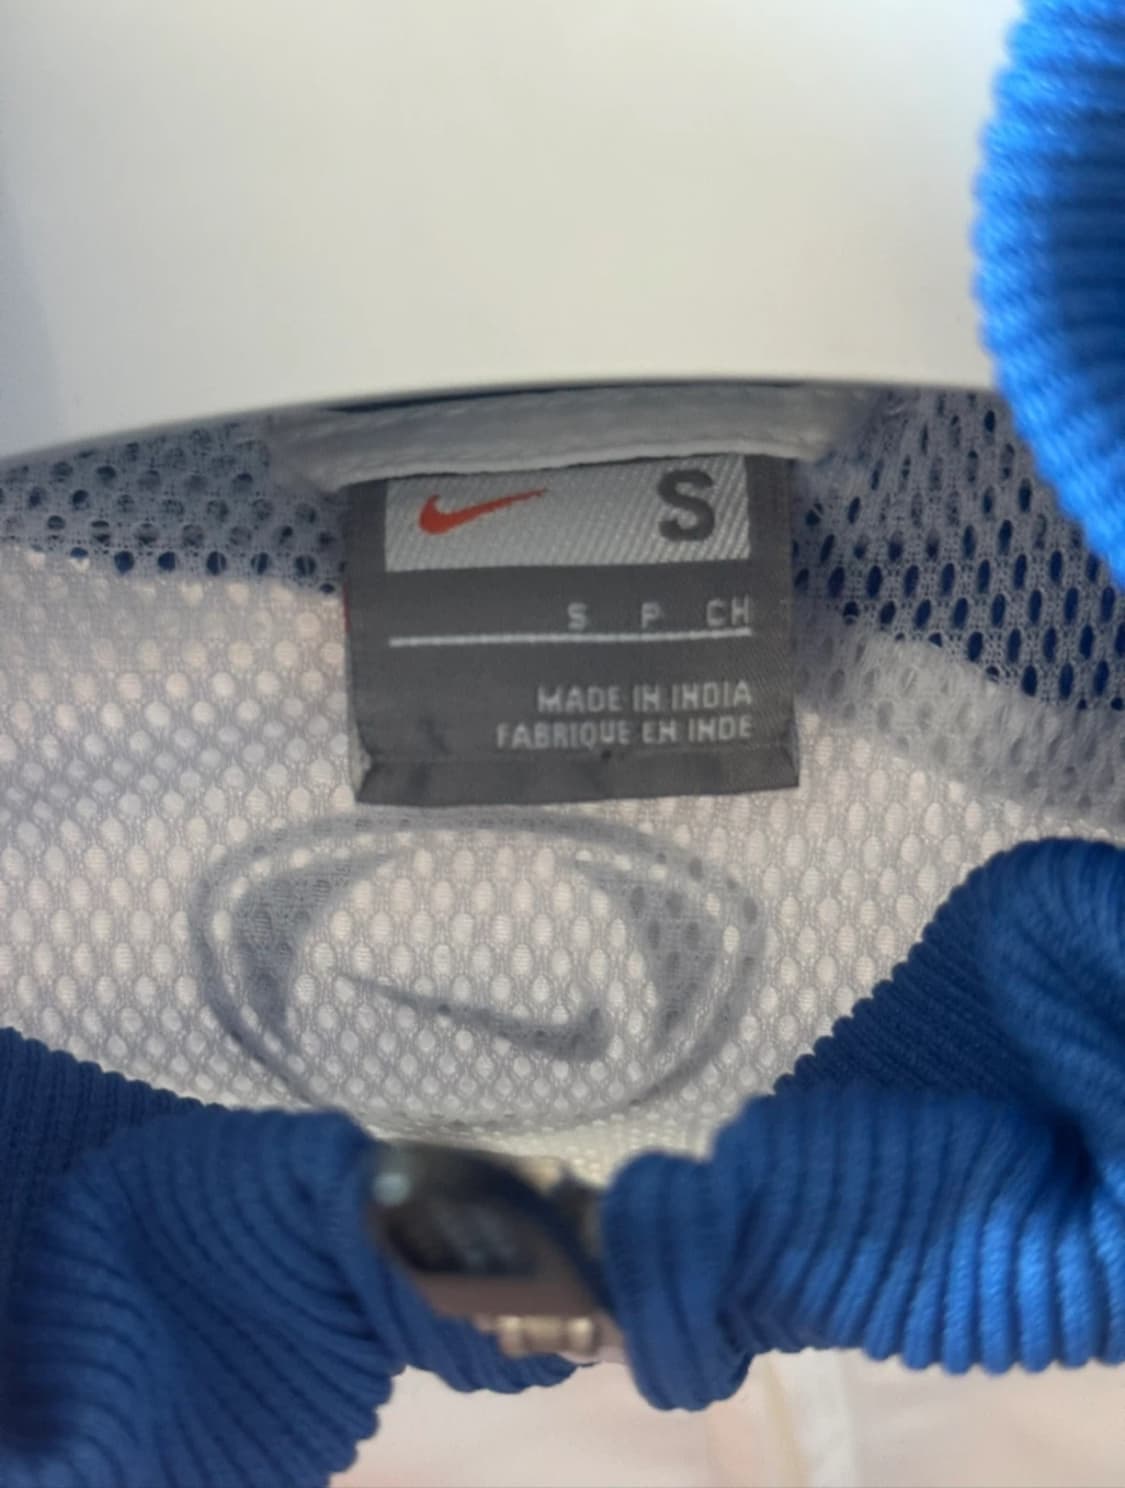 S
S P CH
MADE IN INDIA
FABRIQUE EN INDE